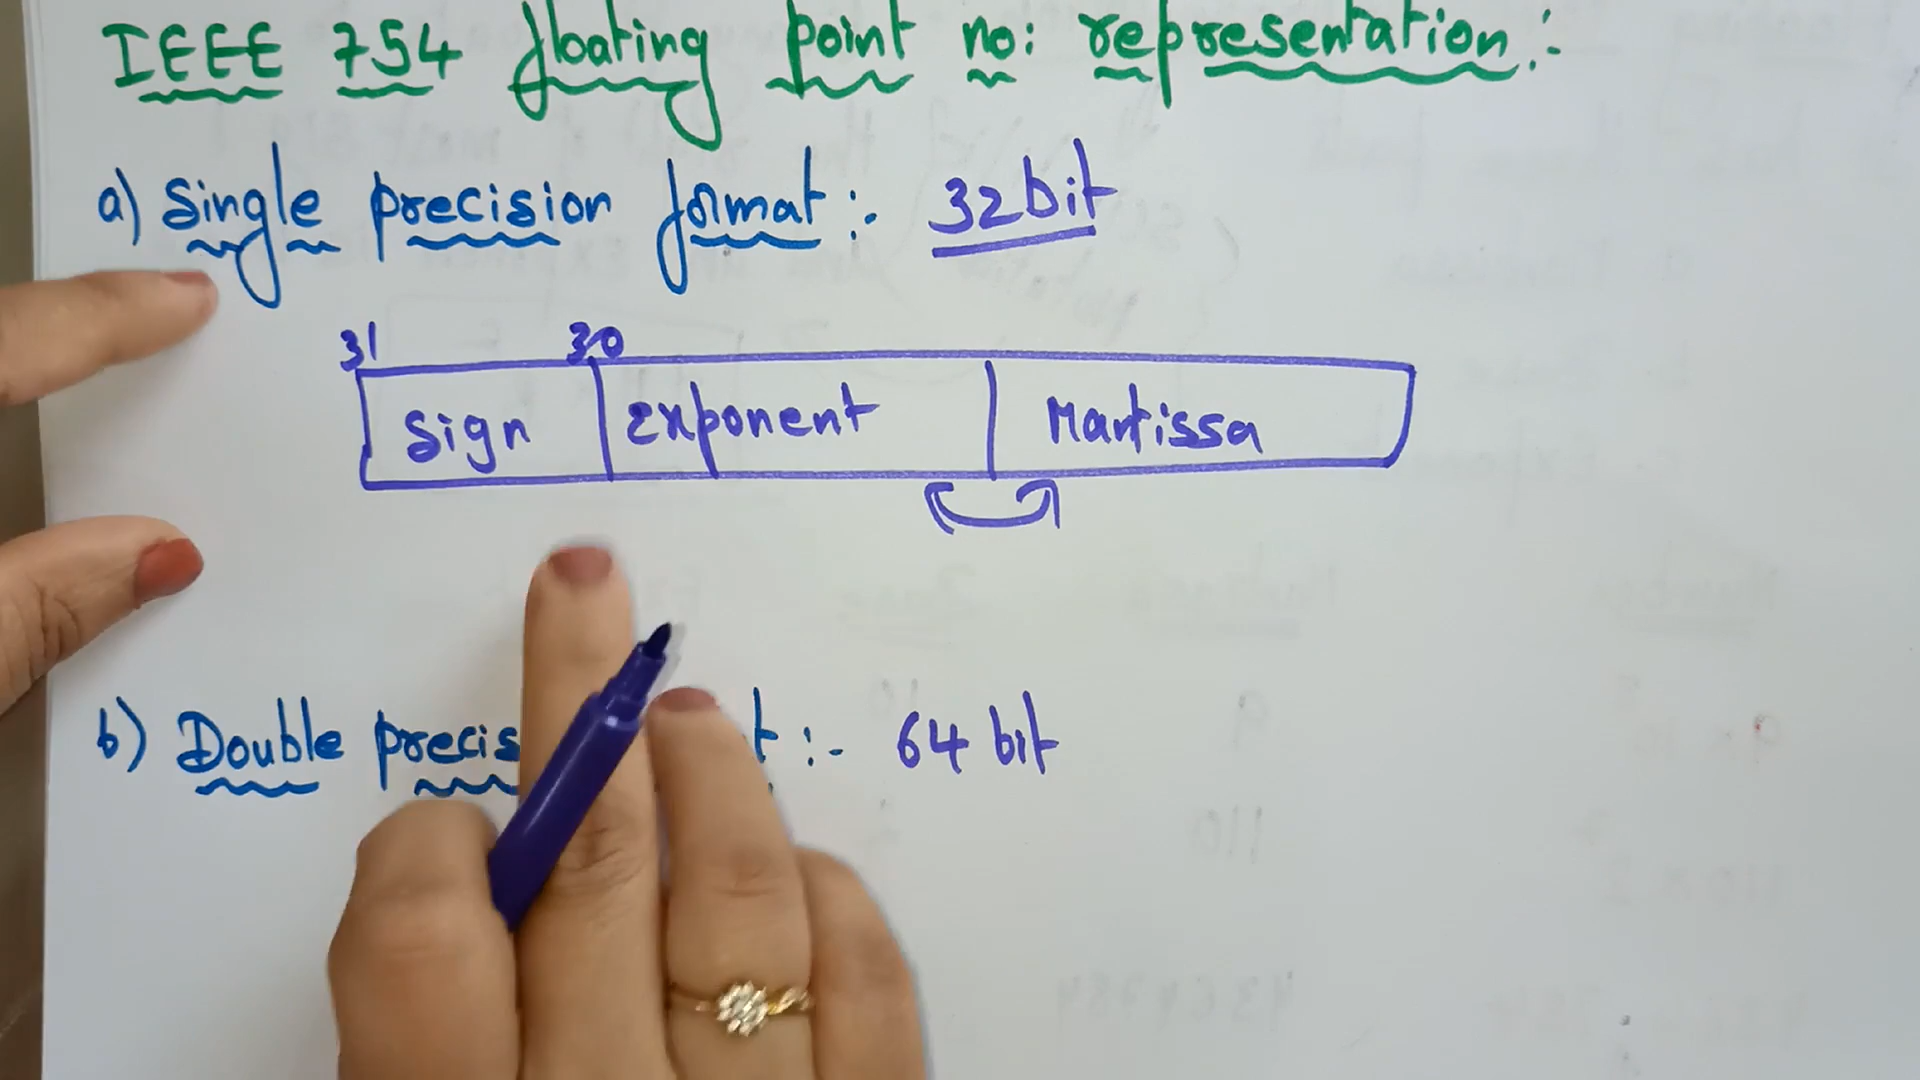 IEEE 754 floating point no: representation:
a) Single precision format:- 32bit
31 30
Sign exponent Mantissa
b) Double precis t:- 64 bit